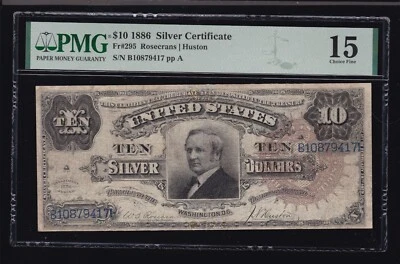 PMG
PAPER MONEY GUARANTY
$10 1886 Silver Certificate
Fr#295 Rosecrans | Huston
S/N B10879417 pp A
15
Choice Fine
UNITED STATES
TEN
10
TEN TEN
B10879417
SILVER DOLLARS
B10879417
WASHINGTON, D.C.